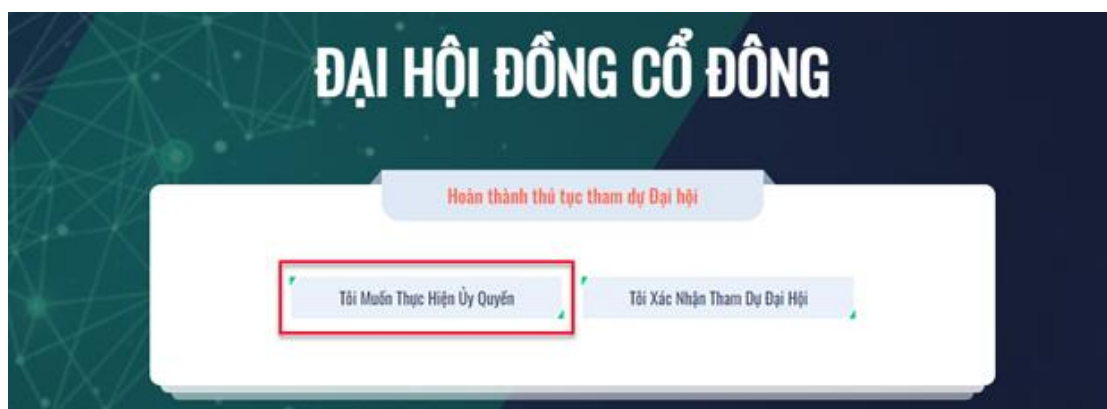 ĐẠI HỘI ĐỒNG CỔ ĐÔNG
Hoàn thành thủ tục tham dự Đại hội
Tôi Muốn Thực Hiện Ủy Quyền
Tôi Xác Nhận Tham Dự Đại Hội